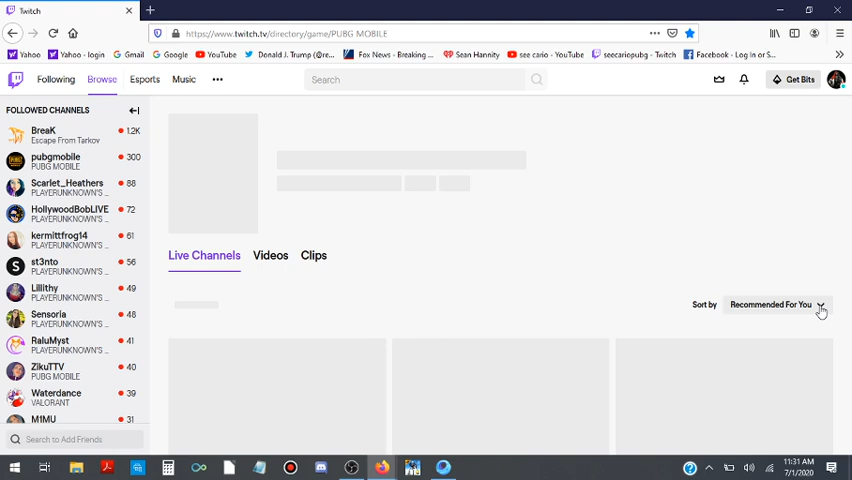 Twitch
https://www.twitch.tv/directory/game/PUBG MOBILE
Yahoo
Yahoo - login
Gmail
Google
YouTube
Donald J. Trump (@re...
Fox News - Breaking ...
Sean Hannity
see cario - YouTube
seecariopubg - Twitch
Facebook - Log In or S...
Following
Browse
Esports
Music
Search
Get Bits
FOLLOWED CHANNELS
BreaK 1.2K
Escape From Tarkov
pubgmobile 300
PUBG MOBILE
Scarlet_Heathers 88
PLAYERUNKNOWN'S ...
HollywoodBobLIVE 72
PLAYERUNKNOWN'S ...
kermittfrog14 61
PLAYERUNKNOWN'S ...
st3nto 56
PLAYERUNKNOWN'S ...
Lillithy 49
PLAYERUNKNOWN'S ...
Sensoria 48
PLAYERUNKNOWN'S ...
RaluMyst 41
PLAYERUNKNOWN'S ...
ZikuTTV 40
PUBG MOBILE
Waterdance 39
VALORANT
M1MU 31
Search to Add Friends
Live Channels
Videos
Clips
Sort by
Recommended For You
11:31 AM
7/1/2020